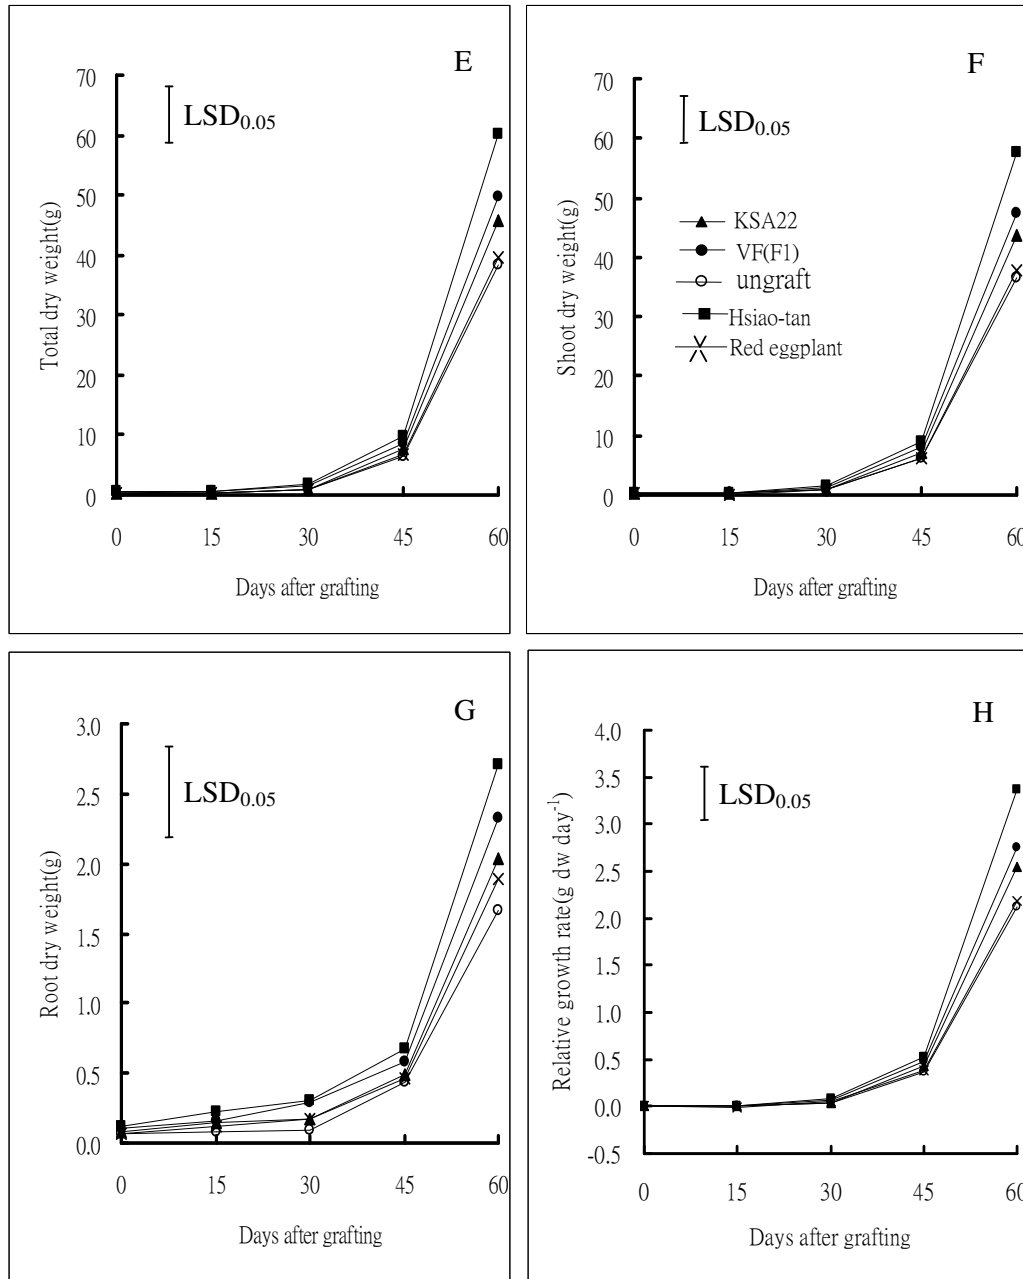 E
70
60
50
40
30
20
10
0
LSD0.05
Total dry weight(g)
0 15 30 45 60
Days after grafting
F
70
60
50
40
30
20
10
0
LSD0.05
Shoot dry weight(g)
KSA22
VF(F1)
ungraft
Hsiao-tan
Red eggplant
0 15 30 45 60
Days after grafting
G
3.0
2.5
2.0
1.5
1.0
0.5
0.0
LSD0.05
Root dry weight(g)
0 15 30 45 60
Days after grafting
H
4.0
3.5
3.0
2.5
2.0
1.5
1.0
0.5
0.0
-0.5
LSD0.05
Relative growth rate(g dw day-1)
0 15 30 45 60
Days after grafting